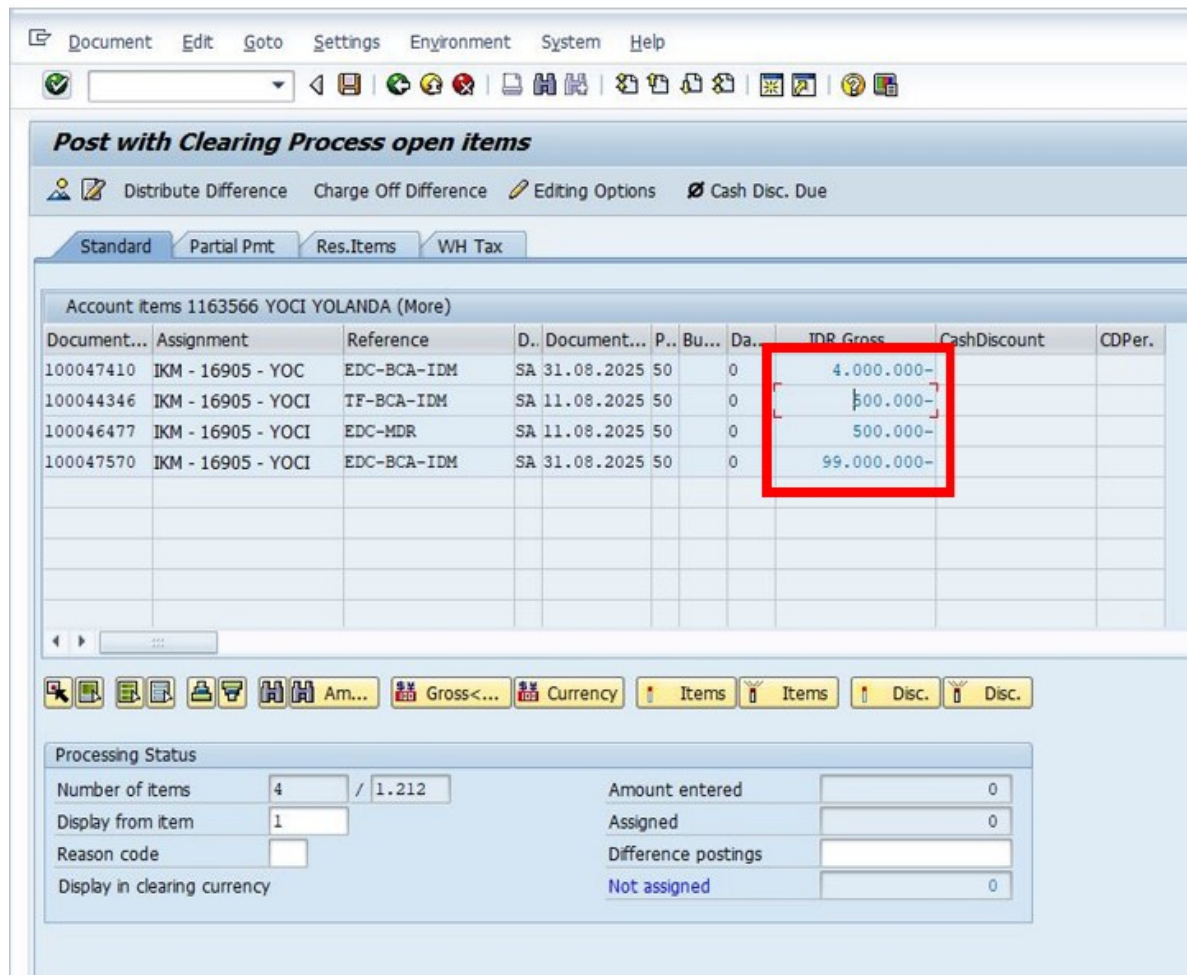 Document Edit Goto Settings Environment System Help
Post with Clearing Process open items
Distribute Difference Charge Off Difference Editing Options Cash Disc. Due
Standard Partial Pmt Res.Items WH Tax
Account items 1163566 YOCI YOLANDA (More)
Document... Assignment Reference D.. Document... P.. Bu... Da... IDR Gross CashDiscount CDPer.
100047410 IKM - 16905 - YOC EDC-BCA-IDM SA 31.08.2025 50 0 4.000.000-
100044346 IKM - 16905 - YOCI TF-BCA-IDM SA 11.08.2025 50 0 500.000-
100046477 IKM - 16905 - YOCI EDC-MDR SA 11.08.2025 50 0 500.000-
100047570 IKM - 16905 - YOCI EDC-BCA-IDM SA 31.08.2025 50 0 99.000.000-
Am... Gross<... Currency Items Items Disc. Disc.
Processing Status
Number of items 4 / 1.212 Amount entered 0
Display from item 1 Assigned 0
Reason code Difference postings
Display in clearing currency Not assigned 0